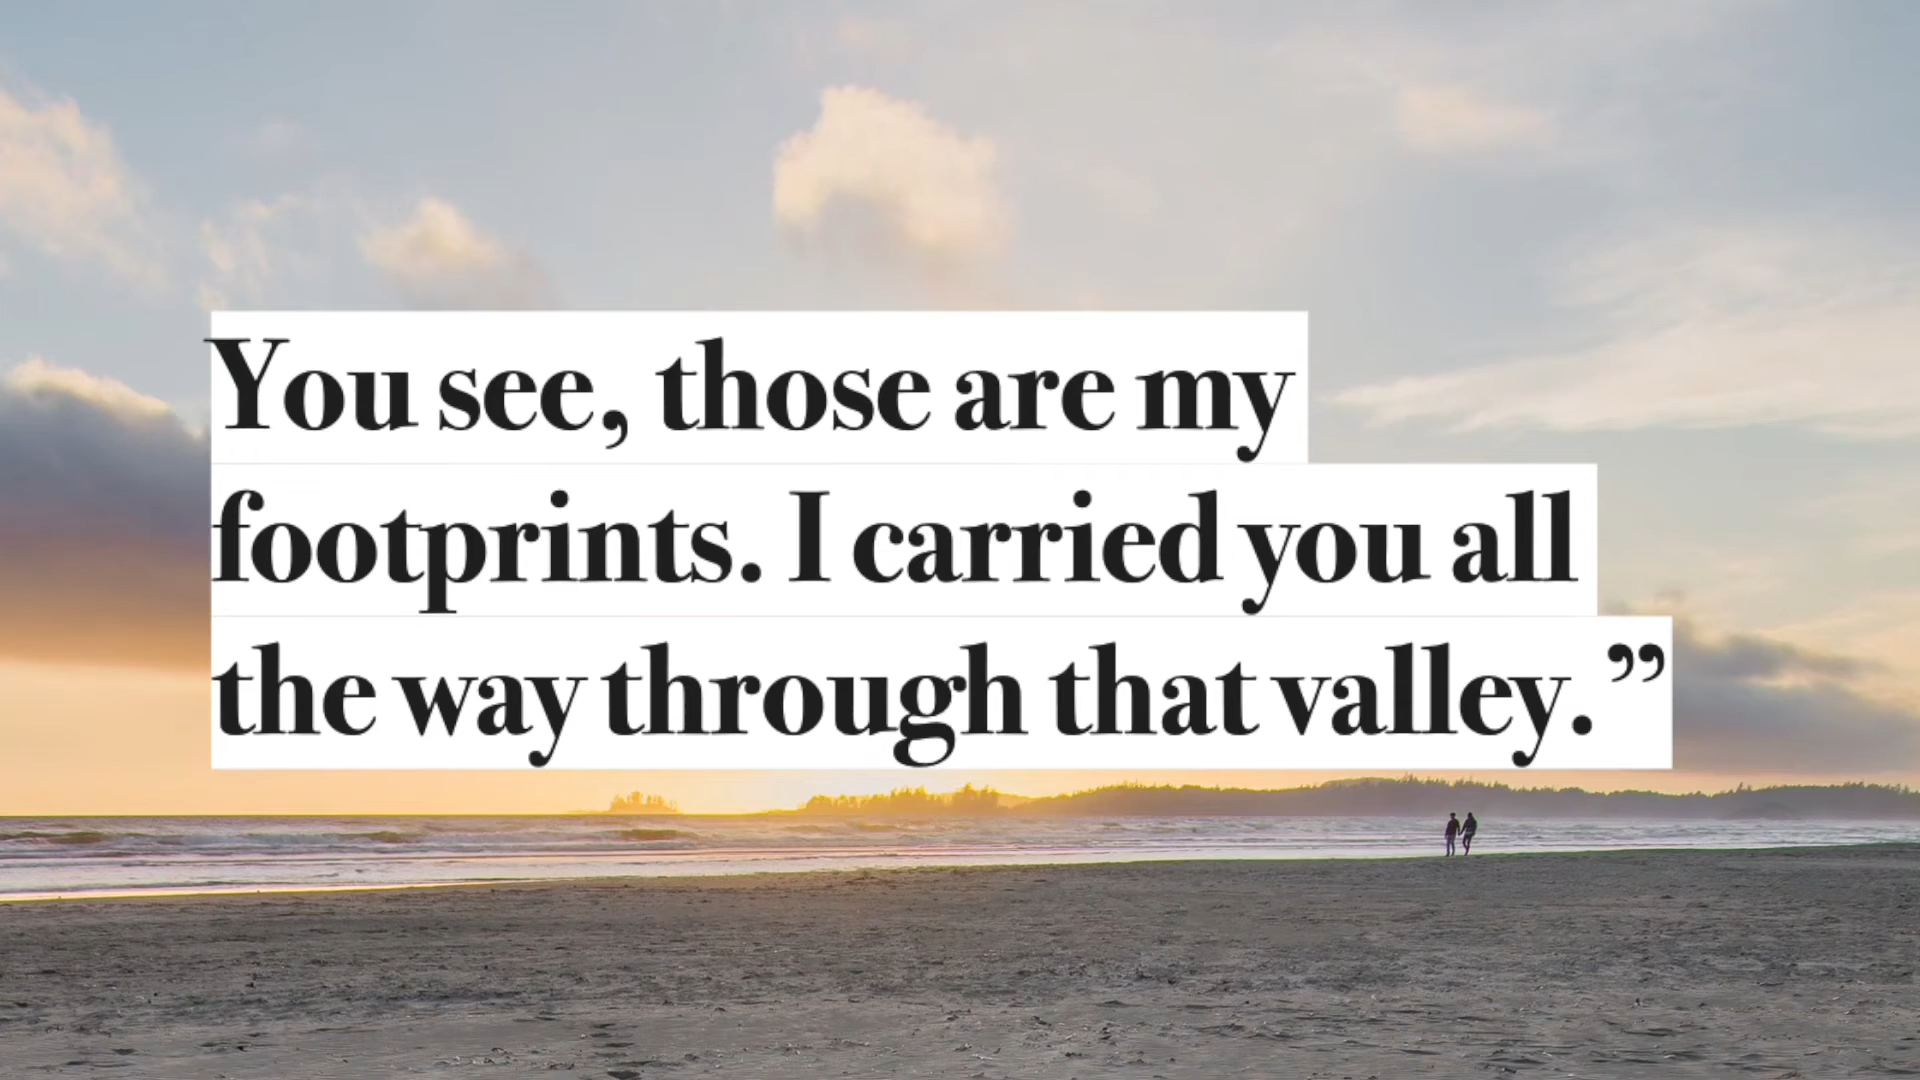 You see, those are my
footprints. I carried you all
the way through that valley.”